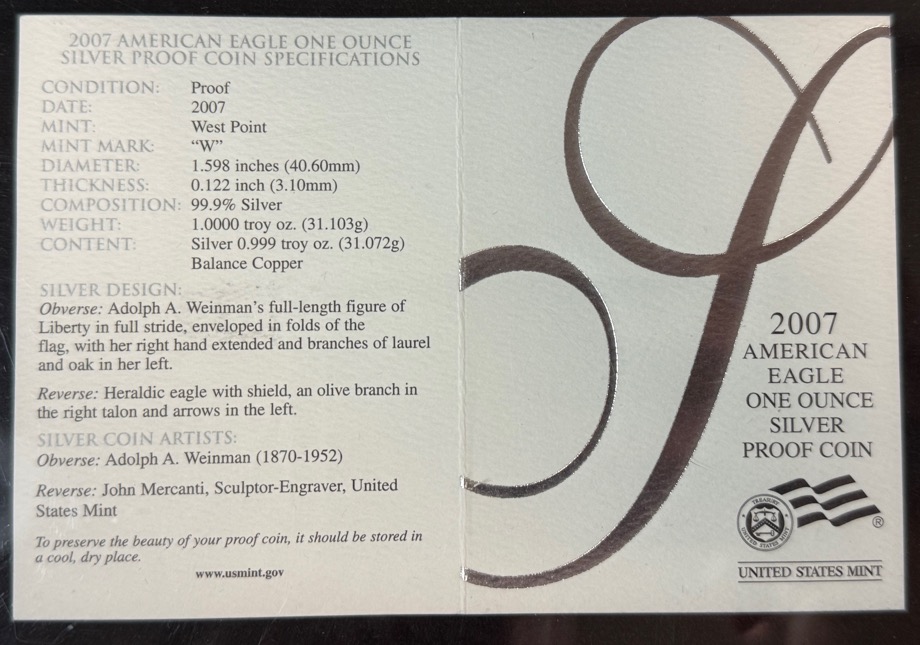 2007 AMERICAN EAGLE ONE OUNCE
SILVER PROOF COIN SPECIFICATIONS
CONDITION: Proof
DATE: 2007
MINT: West Point
MINT MARK: “W”
DIAMETER: 1.598 inches (40.60mm)
THICKNESS: 0.122 inch (3.10mm)
COMPOSITION: 99.9% Silver
WEIGHT: 1.0000 troy oz. (31.103g)
CONTENT: Silver 0.999 troy oz. (31.072g)
Balance Copper
SILVER DESIGN:
Obverse: Adolph A. Weinman’s full-length figure of
Liberty in full stride, enveloped in folds of the
flag, with her right hand extended and branches of laurel
and oak in her left.
Reverse: Heraldic eagle with shield, an olive branch in
the right talon and arrows in the left.
SILVER COIN ARTISTS:
Obverse: Adolph A. Weinman (1870-1952)
Reverse: John Mercanti, Sculptor-Engraver, United
States Mint
To preserve the beauty of your proof coin, it should be stored in
a cool, dry place.
www.usmint.gov
2007
AMERICAN
EAGLE
ONE OUNCE
SILVER
PROOF COIN
TREASURY
UNITED STATES MINT
®
UNITED STATES MINT